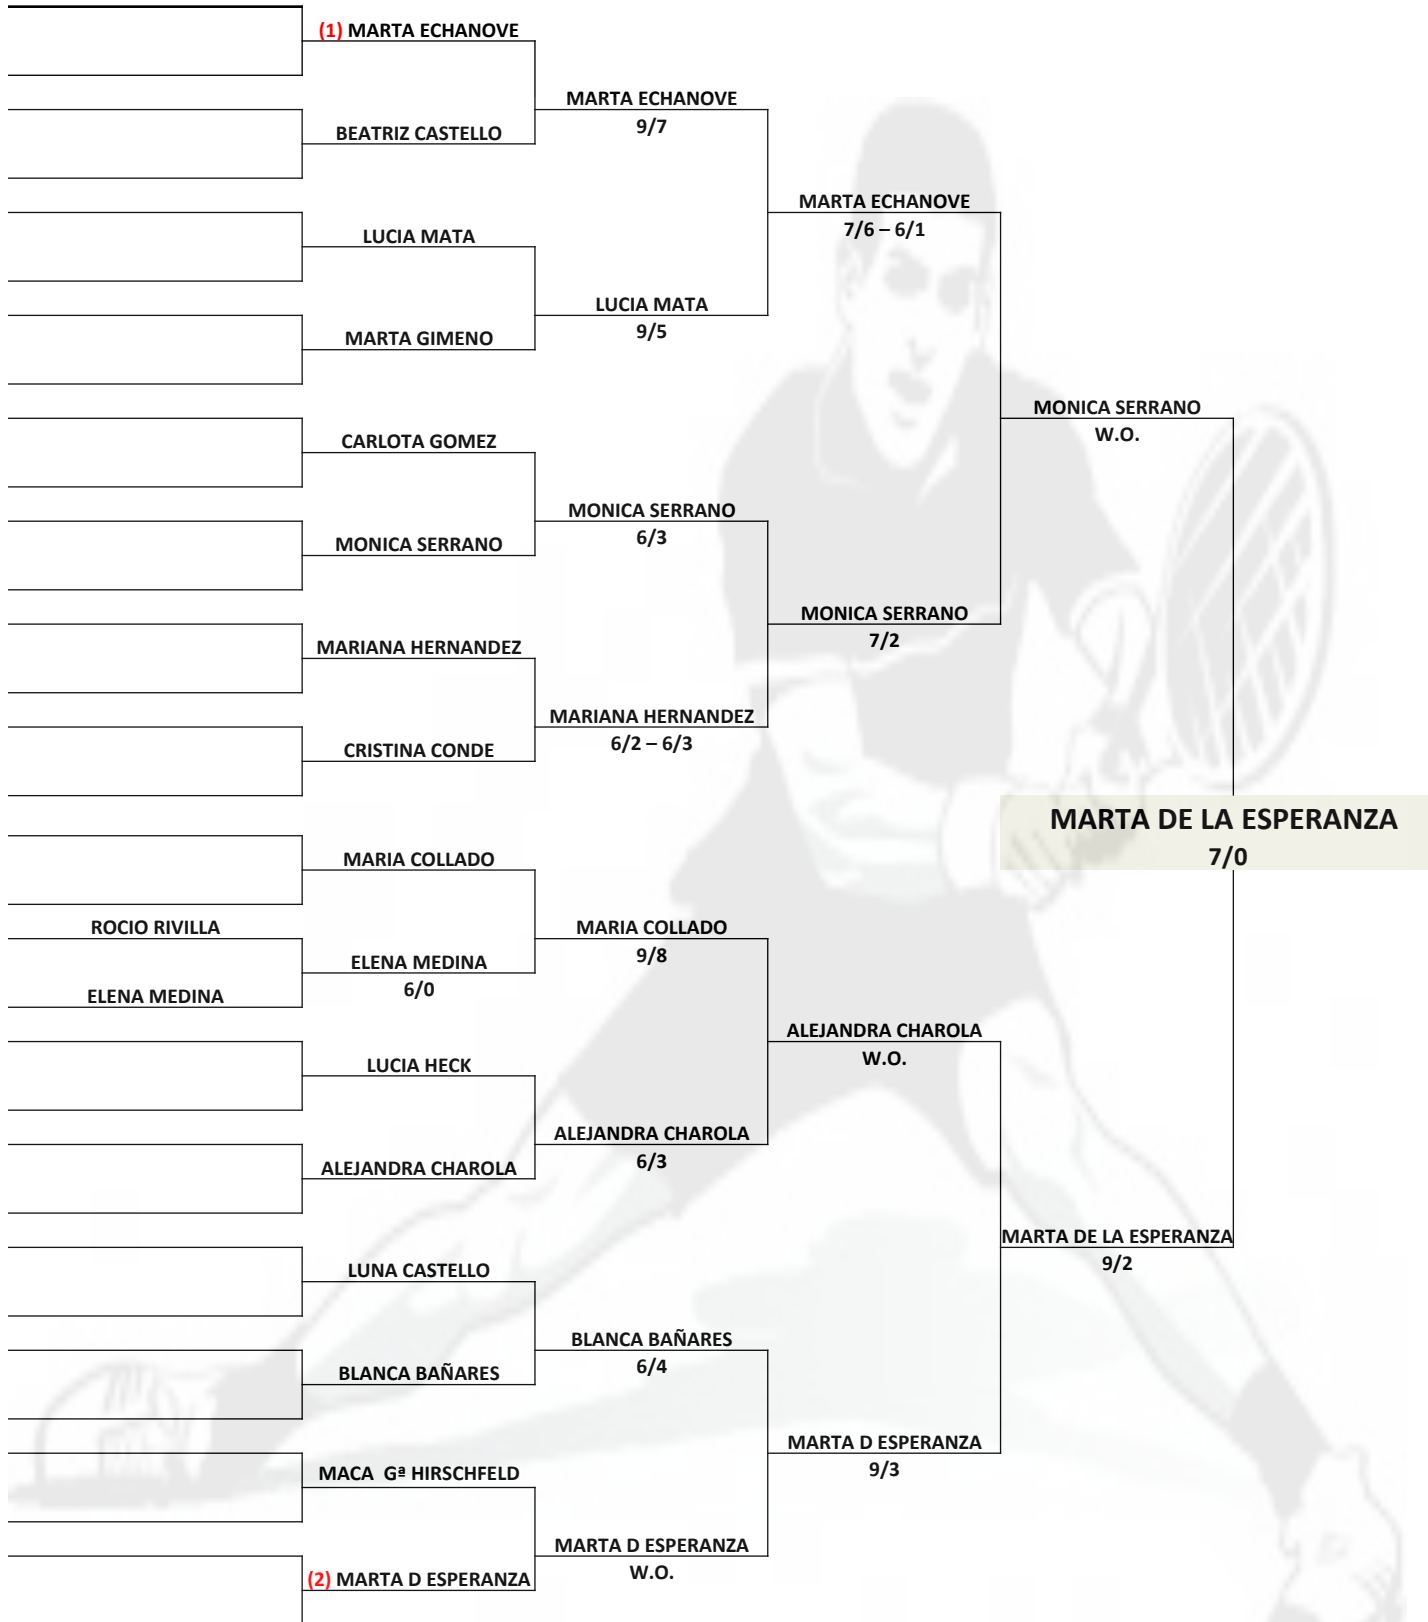 (1) MARTA ECHANOVE
MARTA ECHANOVE
9/7
BEATRIZ CASTELLO
MARTA ECHANOVE
7/6 – 6/1
LUCIA MATA
LUCIA MATA
9/5
MARTA GIMENO
MONICA SERRANO
W.O.
CARLOTA GOMEZ
MONICA SERRANO
6/3
MONICA SERRANO
MONICA SERRANO
7/2
MARIANA HERNANDEZ
MARIANA HERNANDEZ
6/2 – 6/3
CRISTINA CONDE
MARTA DE LA ESPERANZA
7/0
MARIA COLLADO
ROCIO RIVILLA
MARIA COLLADO
9/8
ELENA MEDINA
6/0
ELENA MEDINA
ALEJANDRA CHAROLA
W.O.
LUCIA HECK
ALEJANDRA CHAROLA
6/3
ALEJANDRA CHAROLA
MARTA DE LA ESPERANZA
9/2
LUNA CASTELLO
BLANCA BAÑARES
6/4
BLANCA BAÑARES
MARTA D ESPERANZA
9/3
MACA Gª HIRSCHFELD
MARTA D ESPERANZA
W.O.
(2) MARTA D ESPERANZA